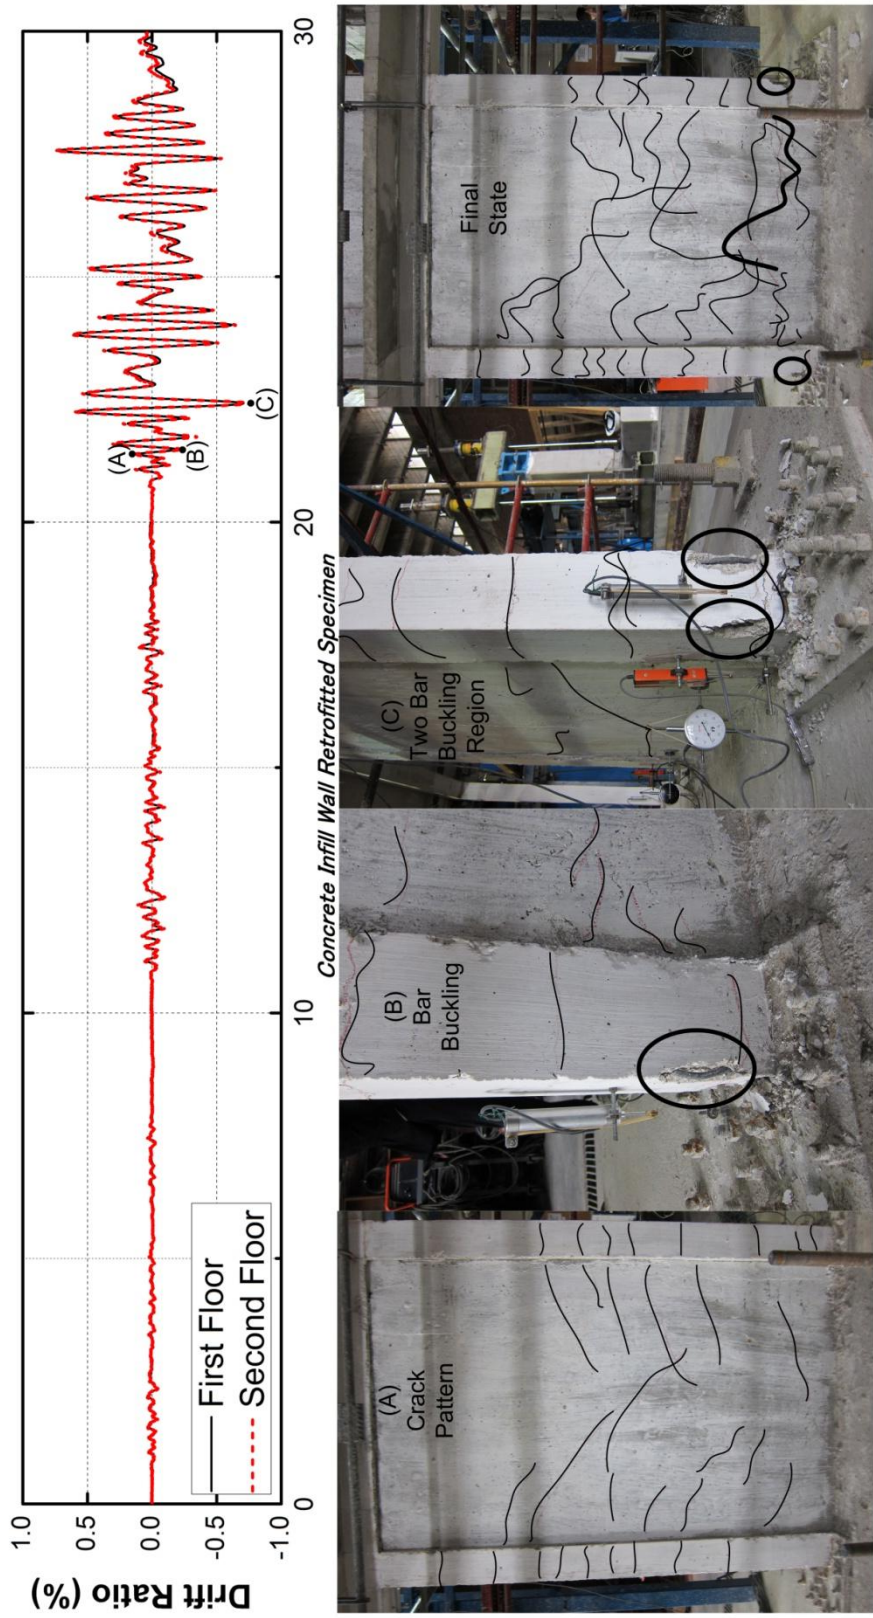 Drift Ratio (%)
1.0
0.5
0.0
-0.5
-1.0
First Floor
Second Floor
(A)
(B)
(C)
0
10
20
30
Concrete Infill Wall Retrofitted Specimen
(A)
Crack
Pattern
(B)
Bar
Buckling
(C)
Two Bar
Buckling
Region
Final
State